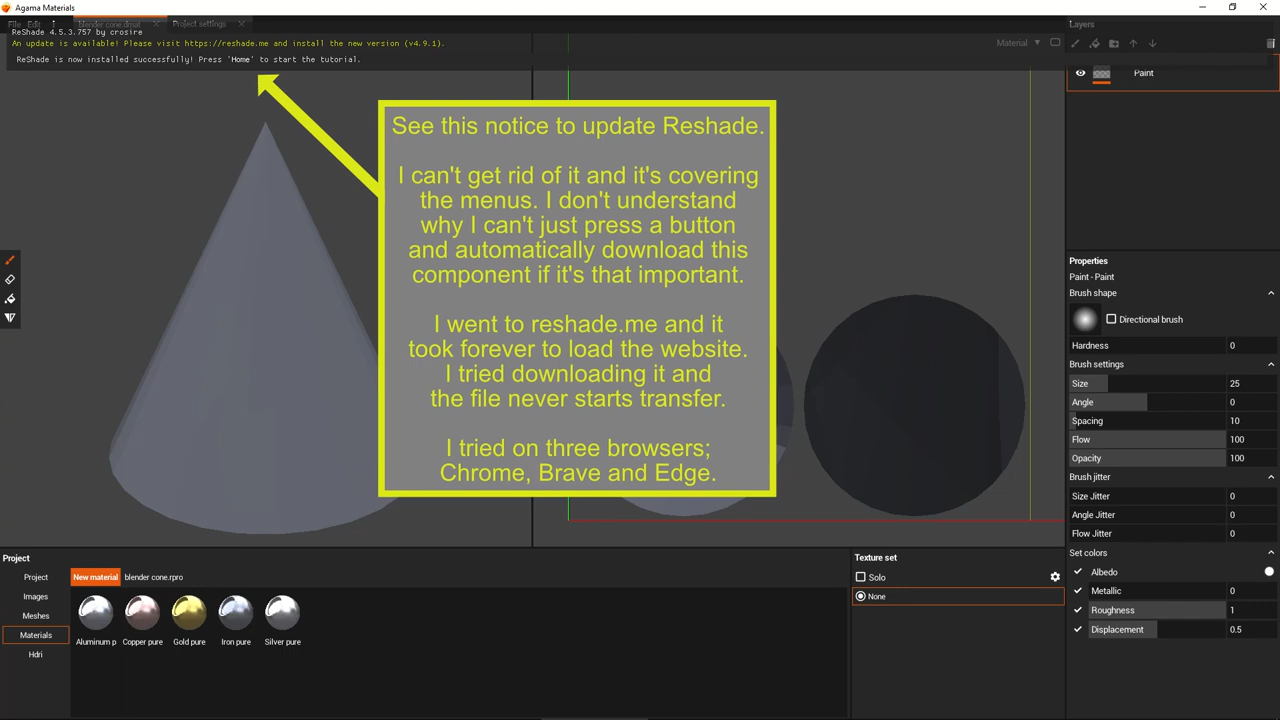 Agama Materials
File Edit
blender cone.dmat
Project settings
ReShade 4.5.3.757 by crosire
An update is available! Please visit https://reshade.me and install the new version (v4.9.1).
ReShade is now installed successfully! Press 'Home' to start the tutorial.
Material
See this notice to update Reshade.
I can't get rid of it and it's covering
the menus. I don't understand
why I can't just press a button
and automatically download this
component if it's that important.
I went to reshade.me and it
took forever to load the website.
I tried downloading it and
the file never starts transfer.
I tried on three browsers;
Chrome, Brave and Edge.
Layers
Paint
Properties
Paint - Paint
Brush shape
Directional brush
Hardness 0
Brush settings
Size 25
Angle 0
Spacing 10
Flow 100
Opacity 100
Brush jitter
Size Jitter 0
Angle Jitter 0
Flow Jitter 0
Set colors
Albedo
Metallic 0
Roughness 1
Displacement 0.5
Project
Project
Images
Meshes
Materials
Hdri
New material
blender cone.rpro
Aluminum p
Copper pure
Gold pure
Iron pure
Silver pure
Texture set
Solo
None